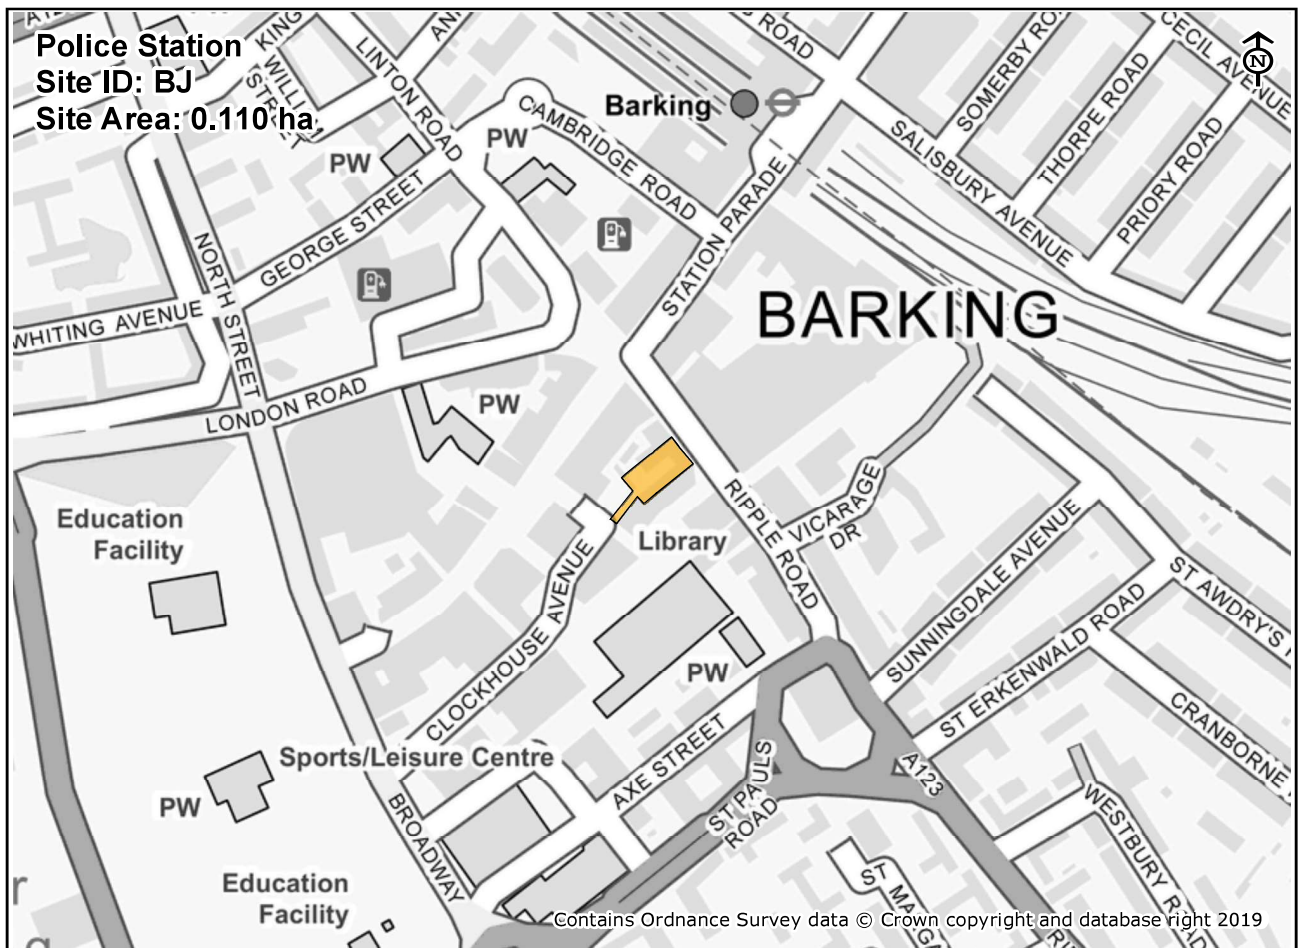 Police Station
Site ID: BJ
Site Area: 0.110 ha
KING
WILLIAM
STREET
LINTON ROAD
ROAD
CECIL AVENUE
N
SOMERBY
THORPE ROAD
PRIORY ROAD
SALISBURY AVENUE
Barking
CAMBRIDGE ROAD
PW
PW
GEORGE STREET
STATION PARADE
NORTH STREET
WHITING AVENUE
BARKING
LONDON ROAD
PW
RIPPLE ROAD
VICARAGE
DR
Education
Facility
Library
CLOCKHOUSE AVENUE
SUNNINGDALE AVENUE
ST ERKENWALD ROAD
ST AWDRY'S
CRANBORNE
PW
Sports/Leisure Centre
AXE STREET
ST PAULS
ROAD
A123
PW
BROADWAY
WESTBURY
Education
Facility
Contains Ordnance Survey data © Crown copyright and database right 2019